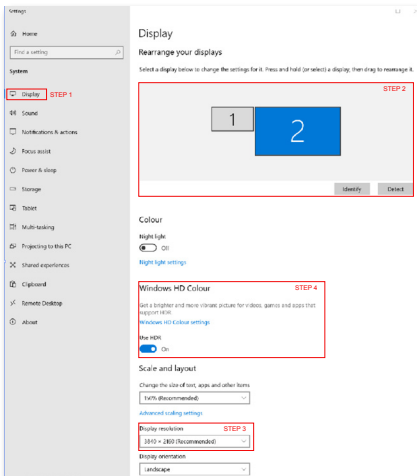 Settings
Home
Find a setting
System
Display STEP 1
Sound
Notifications & actions
Focus assist
Power & sleep
Storage
Tablet
Multi-tasking
Projecting to this PC
Shared experiences
Clipboard
Remote Desktop
About
Display
Rearrange your displays
Select a display below to change the settings for it. Press and hold (or select) a display, then drag to rearrange it.
STEP 2
1
2
Identify
Detect
Colour
Night light
Off
Night light settings
Windows HD Colour STEP 4
Get a brighter and more vibrant picture for videos, games and apps that
support HDR.
Windows HD Colour settings
Use HDR
On
Scale and layout
Change the size of text, apps and other items
(Recommended)
Advanced scaling settings
Display resolution STEP 3
3840 × 2160 (Recommended)
Display orientation
Landscape